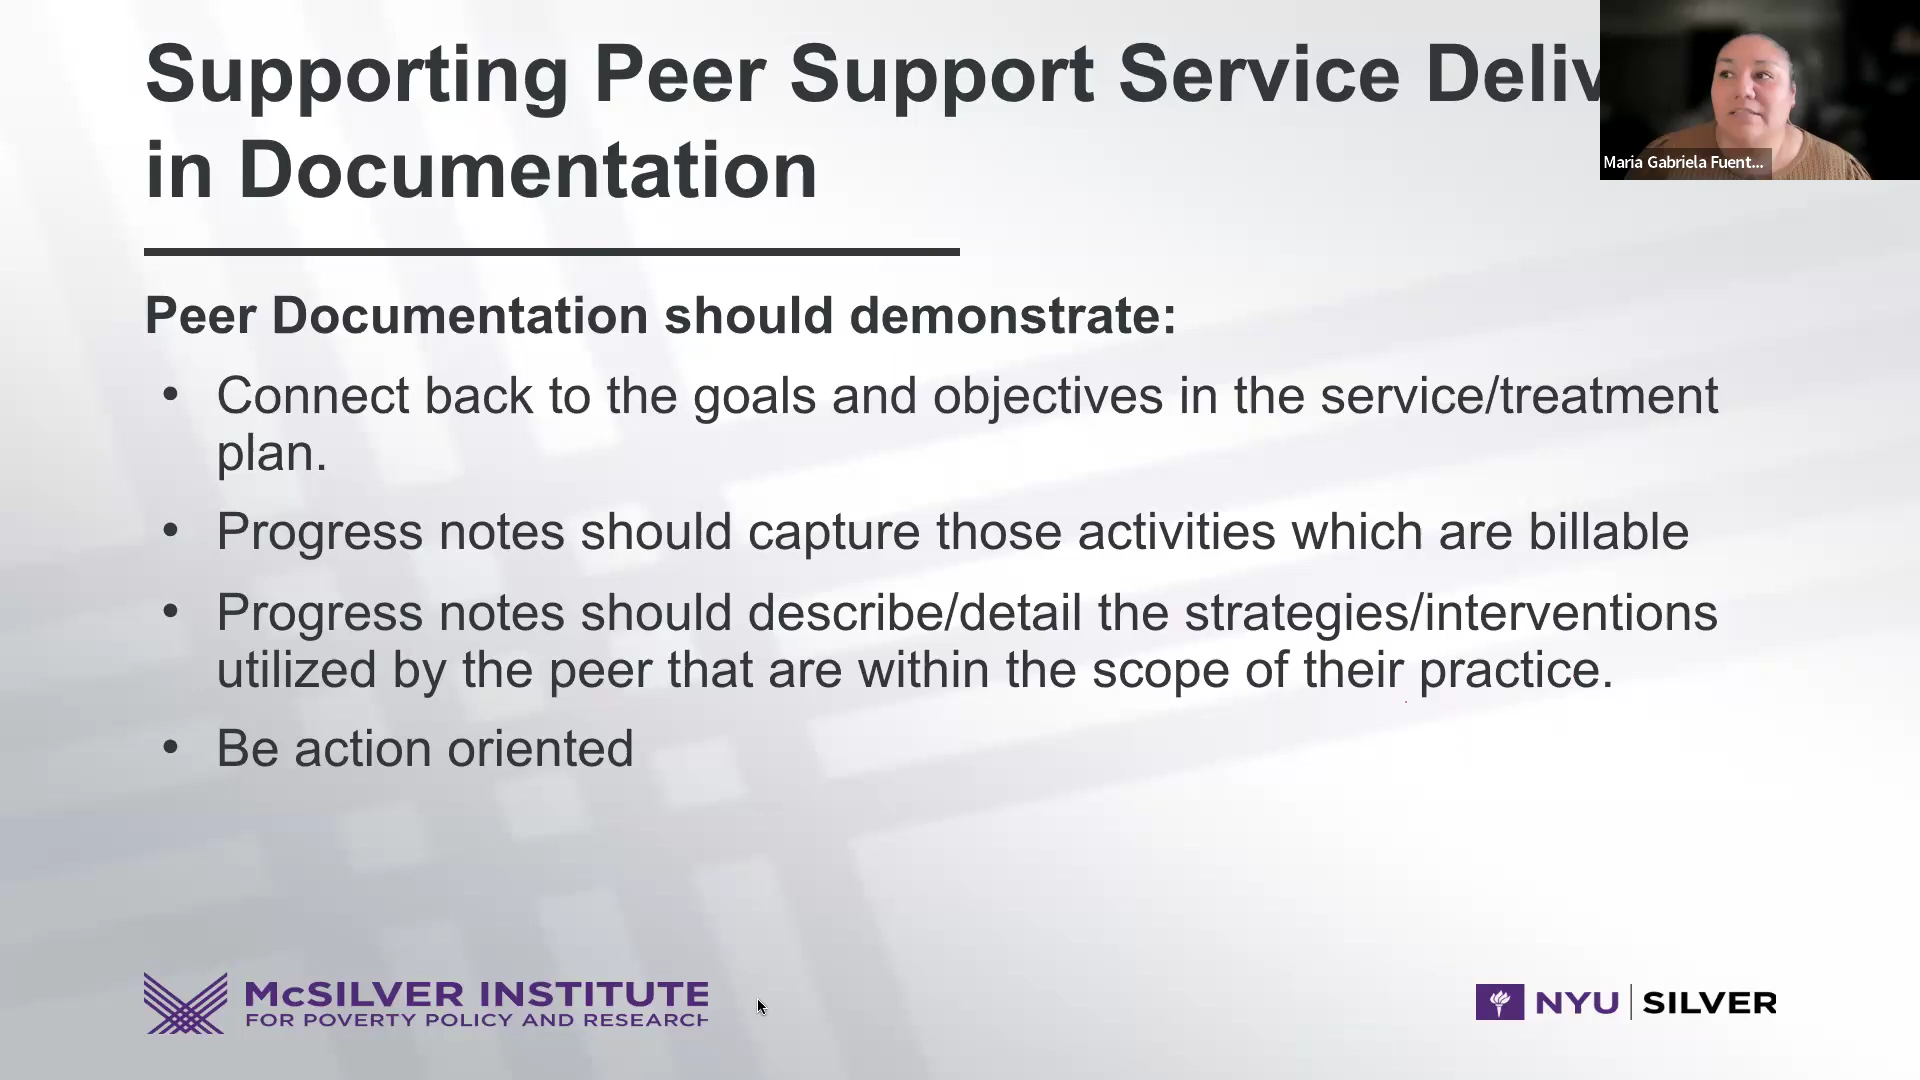 Supporting Peer Support Service Deliv
in Documentation
Maria Gabriela Fuent...
Peer Documentation should demonstrate:
• Connect back to the goals and objectives in the service/treatment
plan.
• Progress notes should capture those activities which are billable
• Progress notes should describe/detail the strategies/interventions
utilized by the peer that are within the scope of their practice.
• Be action oriented
McSILVER INSTITUTE
FOR POVERTY POLICY AND RESEARCH
NYU SILVER